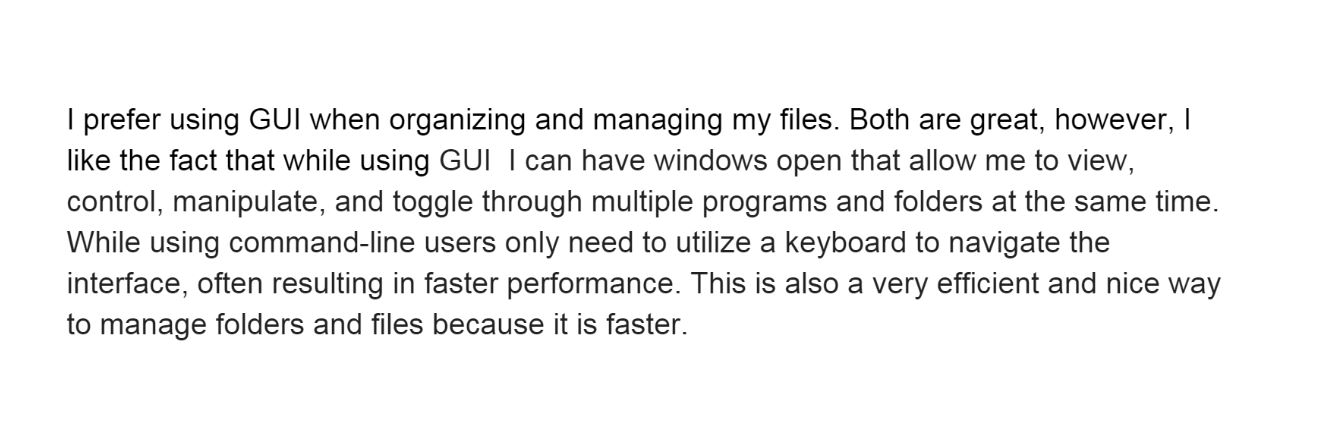 I prefer using GUI when organizing and managing my files. Both are great, however, I
like the fact that while using GUI  I can have windows open that allow me to view,
control, manipulate, and toggle through multiple programs and folders at the same time.
While using command-line users only need to utilize a keyboard to navigate the
interface, often resulting in faster performance. This is also a very efficient and nice way
to manage folders and files because it is faster.